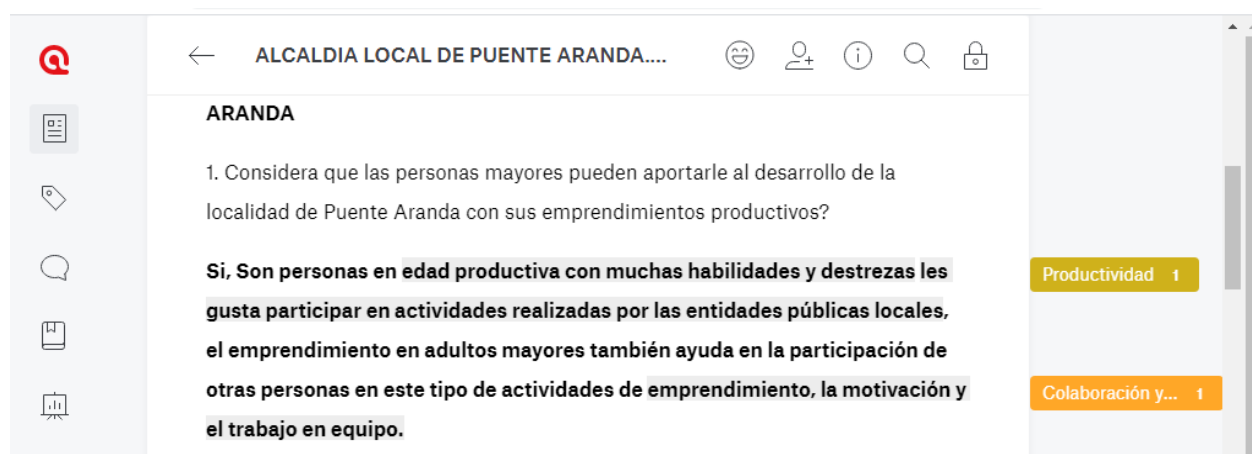 ALCALDIA LOCAL DE PUENTE ARANDA....
ARANDA
1. Considera que las personas mayores pueden aportarle al desarrollo de la
localidad de Puente Aranda con sus emprendimientos productivos?
Si, Son personas en edad productiva con muchas habilidades y destrezas les
gusta participar en actividades realizadas por las entidades públicas locales,
el emprendimiento en adultos mayores también ayuda en la participación de
otras personas en este tipo de actividades de emprendimiento, la motivación y
el trabajo en equipo.
Productividad 1
Colaboración y... 1